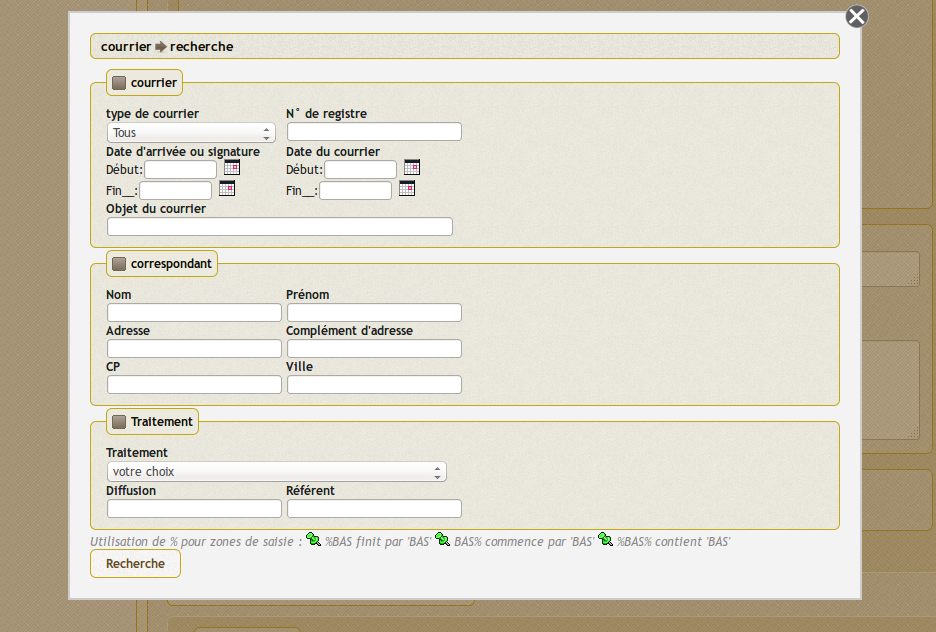 courrier recherche
courrier
type de courrier N° de registre
Tous
Date d'arrivée ou signature Date du courrier
Début: Début:
Fin__: Fin__:
Objet du courrier
correspondant
Nom Prénom
Adresse Complément d'adresse
CP Ville
Traitement
Traitement
votre choix
Diffusion Référent
Utilisation de % pour zones de saisie : %BAS finit par 'BAS' BAS% commence par 'BAS' %BAS% contient 'BAS'
Recherche